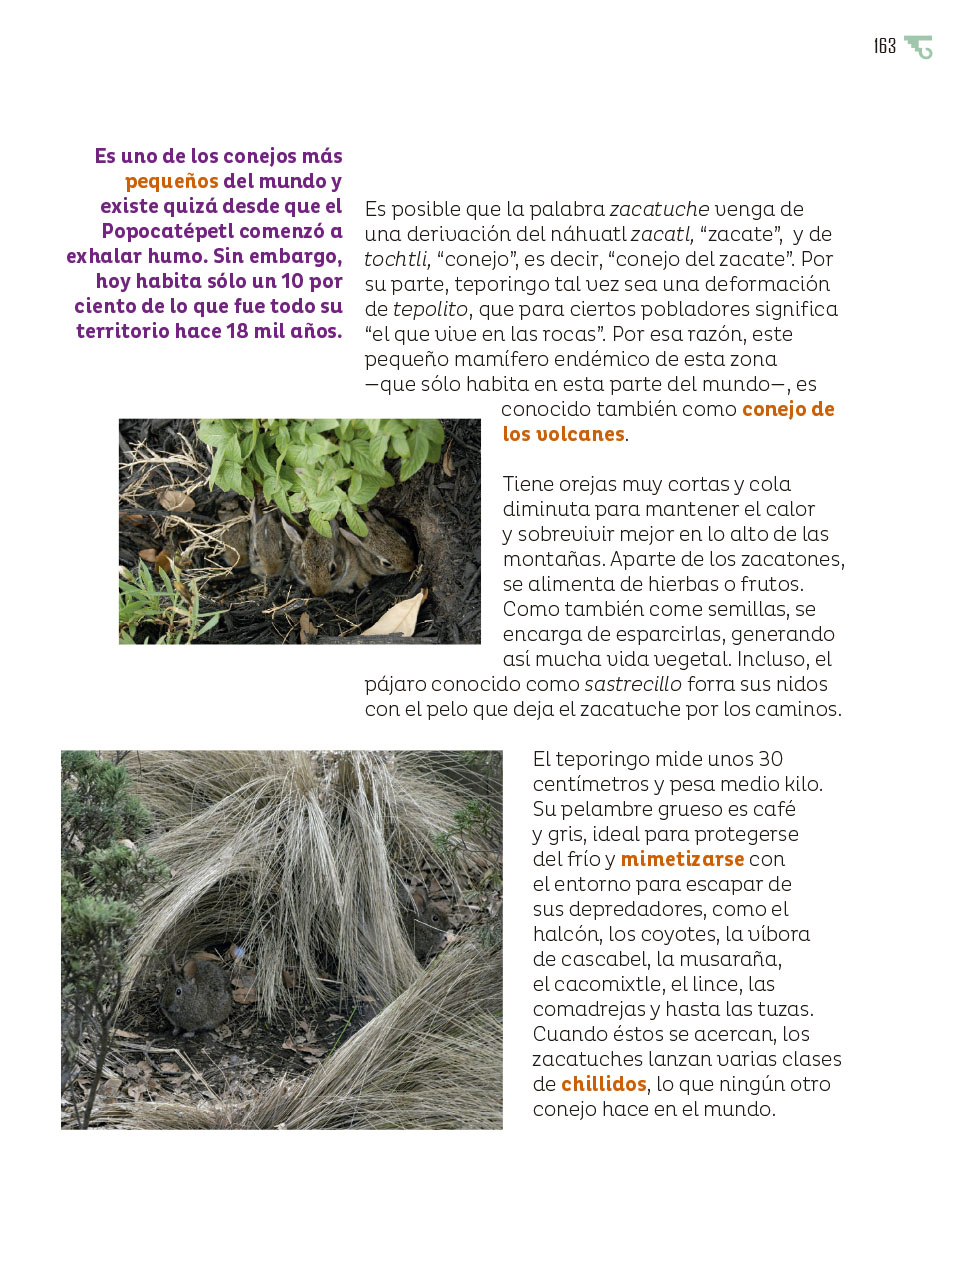 163
Es uno de los conejos más
pequeños del mundo y
existe quizá desde que el
Popocatépetl comenzó a
exhalar humo. Sin embargo,
hoy habita sólo un 10 por
ciento de lo que fue todo su
territorio hace 18 mil años.
Es posible que la palabra zacatuche venga de
una derivación del náhuatl zacatl, “zacate”, y de
tochtli, “conejo”, es decir, “conejo del zacate”. Por
su parte, teporingo tal vez sea una deformación
de tepolito, que para ciertos pobladores significa
“el que vive en las rocas”. Por esa razón, este
pequeño mamífero endémico de esta zona
—que sólo habita en esta parte del mundo—, es
conocido también como conejo de
los volcanes.
Tiene orejas muy cortas y cola
diminuta para mantener el calor
y sobrevivir mejor en lo alto de las
montañas. Aparte de los zacatones,
se alimenta de hierbas o frutos.
Como también come semillas, se
encarga de esparcirlas, generando
así mucha vida vegetal. Incluso, el
pájaro conocido como sastrecillo forra sus nidos
con el pelo que deja el zacatuche por los caminos.
El teporingo mide unos 30
centímetros y pesa medio kilo.
Su pelambre grueso es café
y gris, ideal para protegerse
del frío y mimetizarse con
el entorno para escapar de
sus depredadores, como el
halcón, los coyotes, la víbora
de cascabel, la musaraña,
el cacomixtle, el lince, las
comadrejas y hasta las tuzas.
Cuando éstos se acercan, los
zacatuches lanzan varias clases
de chillidos, lo que ningún otro
conejo hace en el mundo.